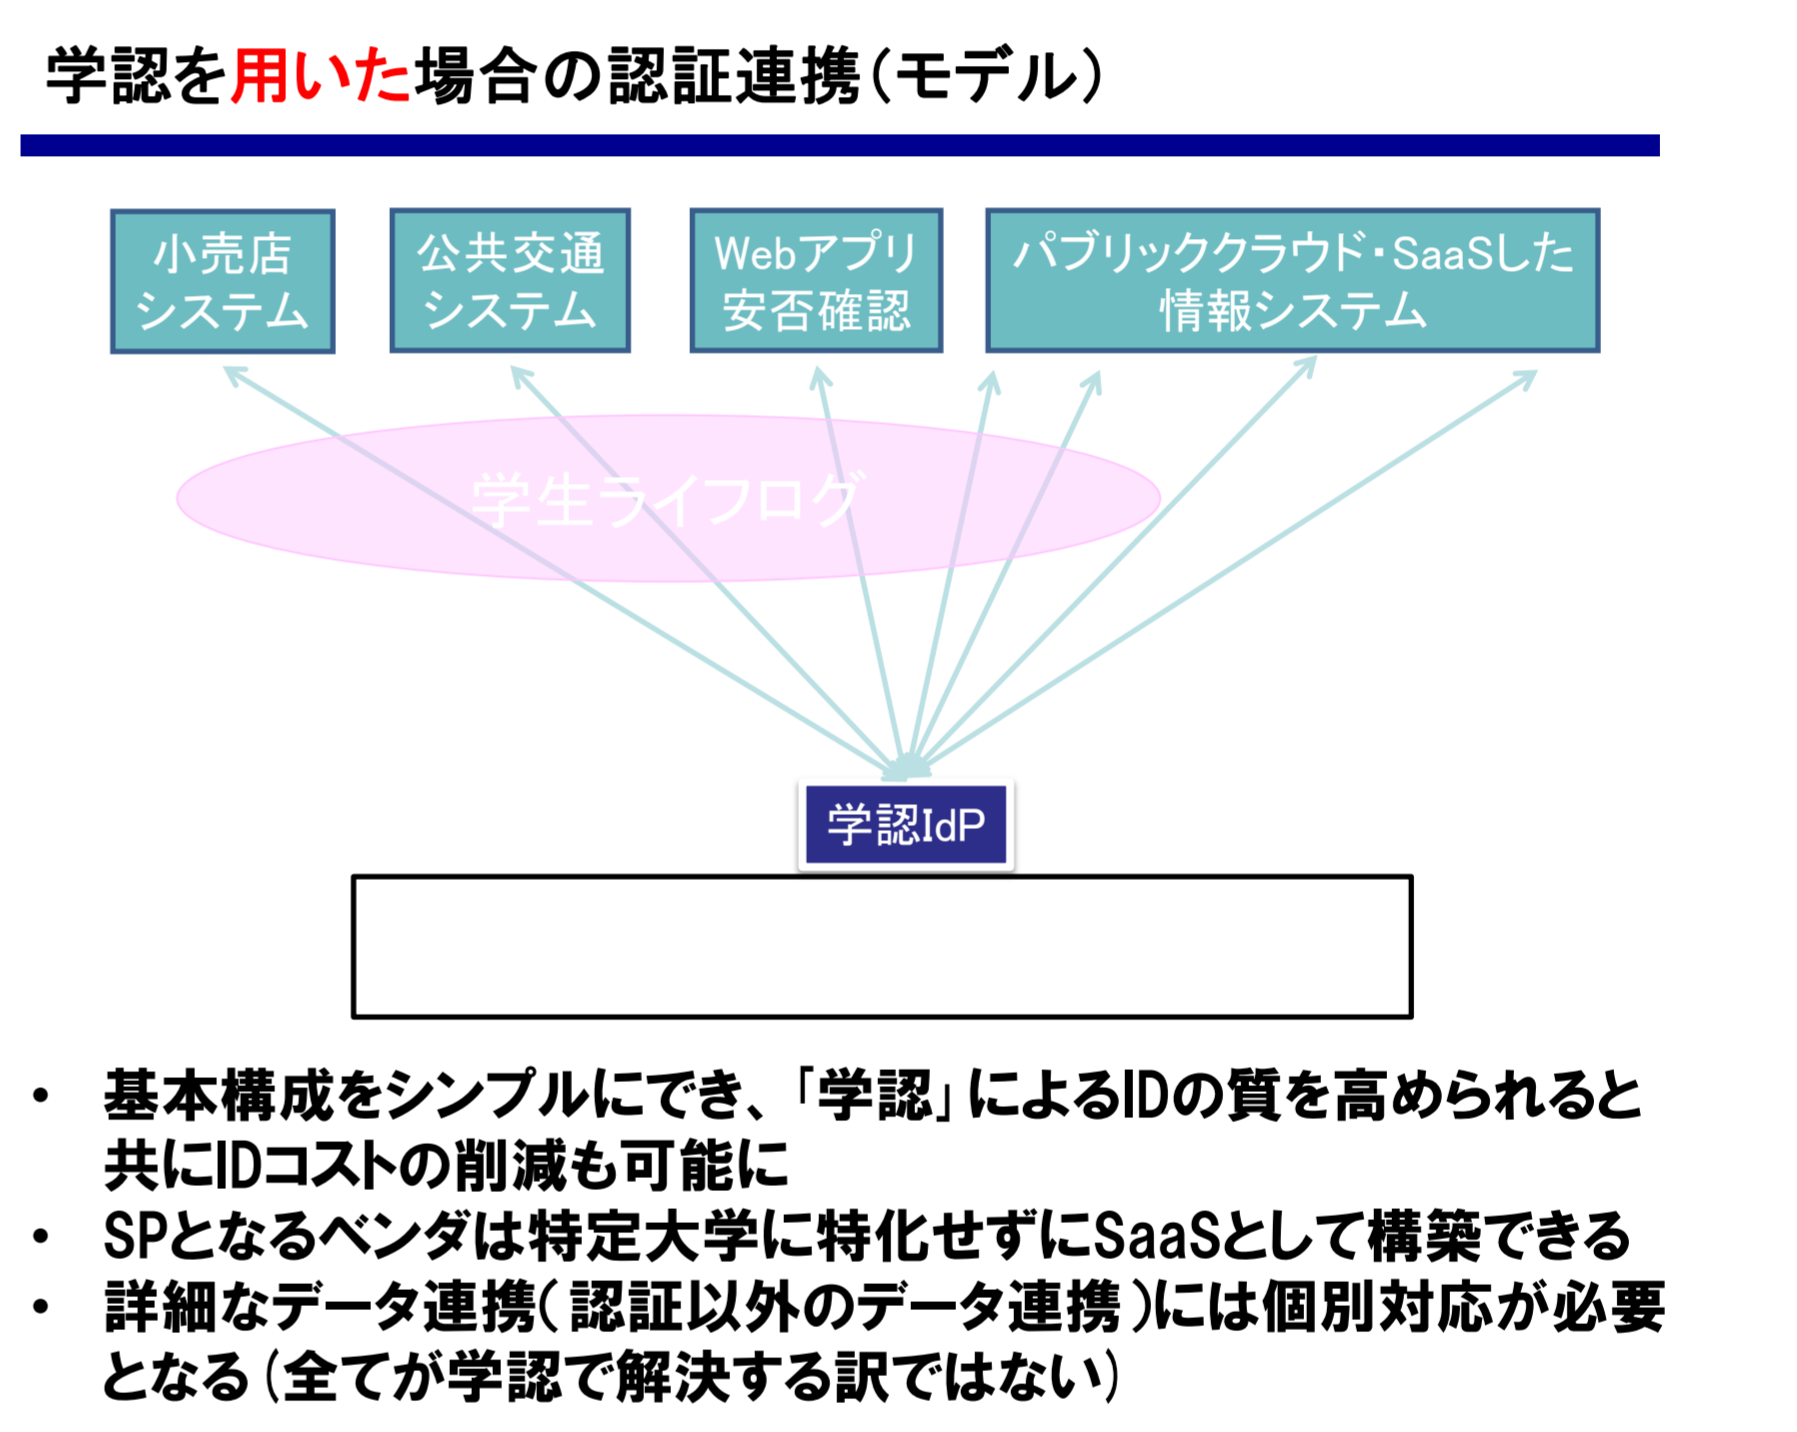 学認を用いた場合の認証連携(モデル)
小売店
システム
公共交通
システム
Webアプリ
安否確認
パブリッククラウド・SaaSした
情報システム
学生ライフログ
学認IdP
• 基本構成をシンプルにでき、「学認」によるIDの質を高められると
共にIDコストの削減も可能に
• SPとなるベンダは特定大学に特化せずにSaaSとして構築できる
• 詳細なデータ連携(認証以外のデータ連携)には個別対応が必要
となる(全てが学認で解決する訳ではない)